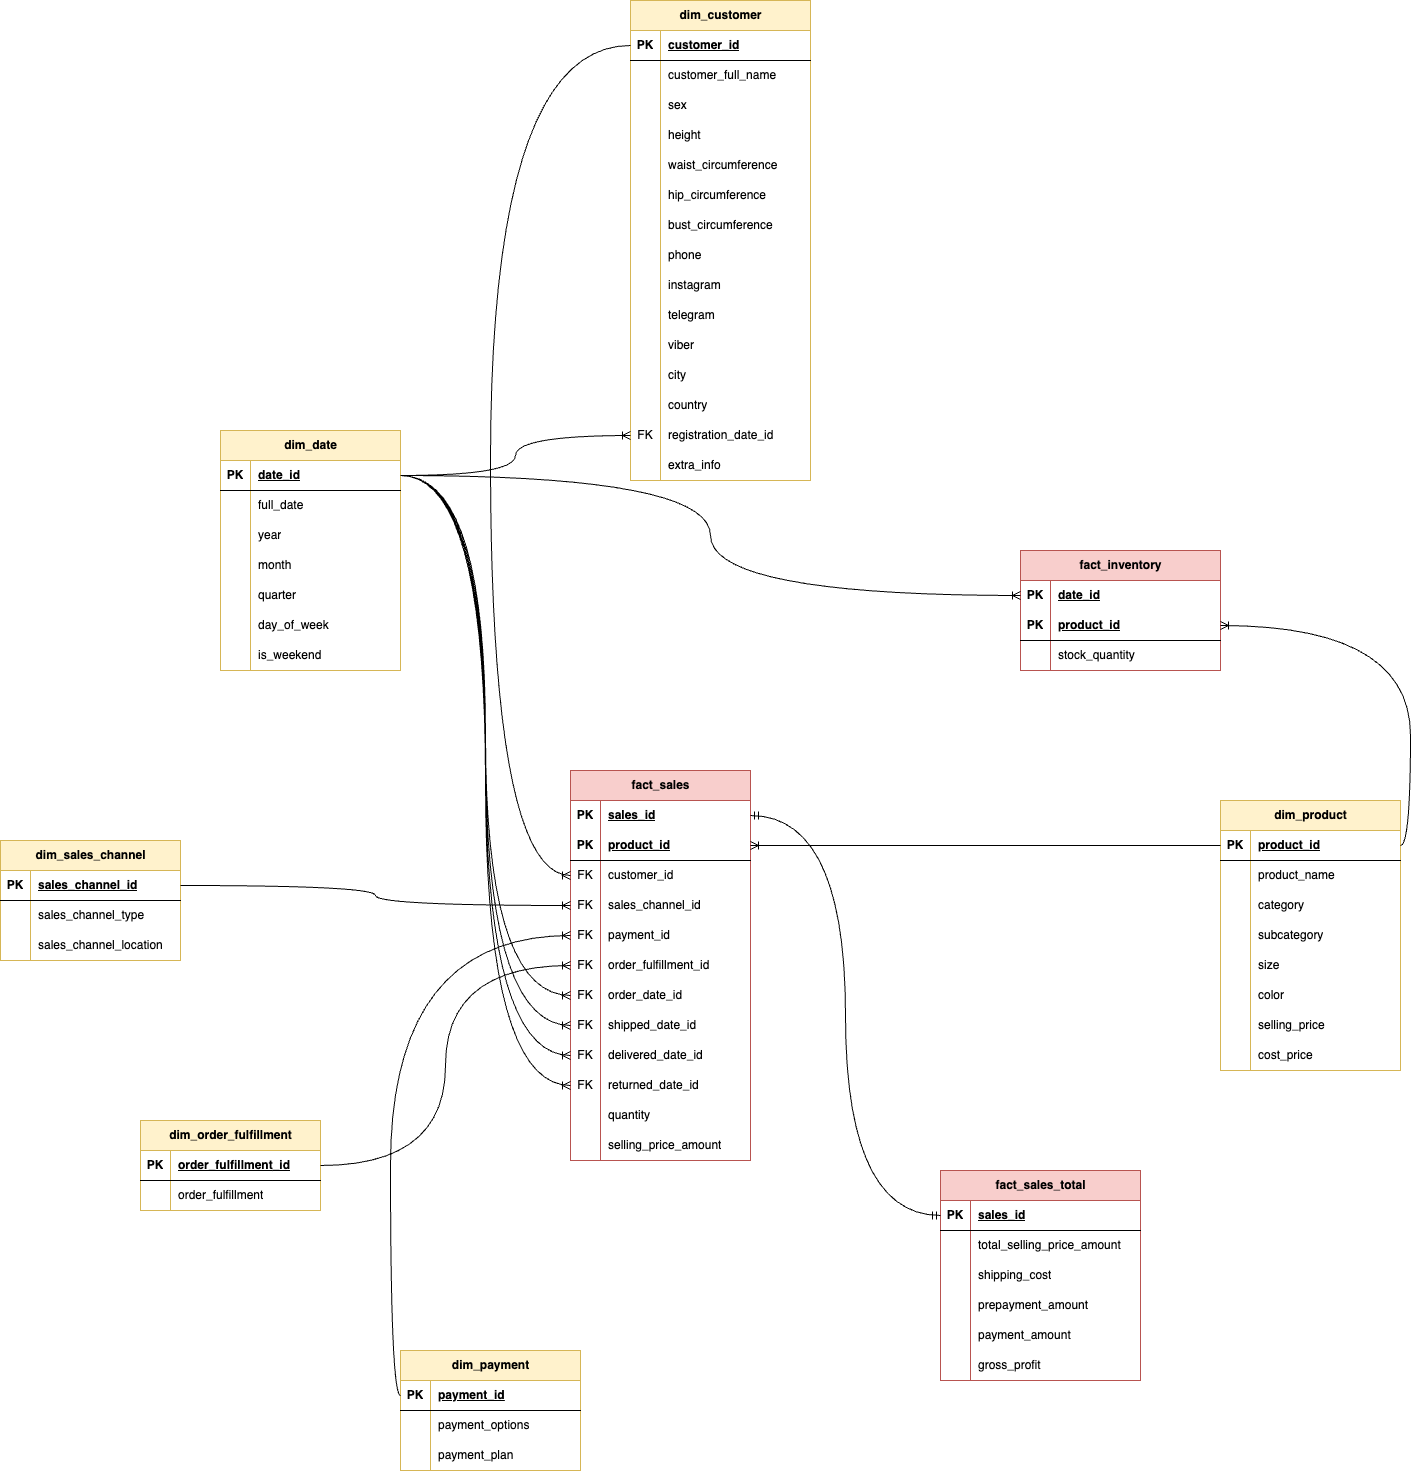 dim_customer
PK customer_id
customer_full_name
sex
height
waist_circumference
hip_circumference
bust_circumference
phone
instagram
telegram
viber
city
country
FK registration_date_id
extra_info
dim_date
PK date_id
full_date
year
month
quarter
day_of_week
is_weekend
fact_inventory
PK date_id
PK product_id
stock_quantity
fact_sales
PK sales_id
PK product_id
FK customer_id
FK sales_channel_id
FK payment_id
FK order_fulfillment_id
FK order_date_id
FK shipped_date_id
FK delivered_date_id
FK returned_date_id
quantity
selling_price_amount
dim_product
PK product_id
product_name
category
subcategory
size
color
selling_price
cost_price
dim_sales_channel
PK sales_channel_id
sales_channel_type
sales_channel_location
dim_order_fulfillment
PK order_fulfillment_id
order_fulfillment
fact_sales_total
PK sales_id
total_selling_price_amount
shipping_cost
prepayment_amount
payment_amount
gross_profit
dim_payment
PK payment_id
payment_options
payment_plan